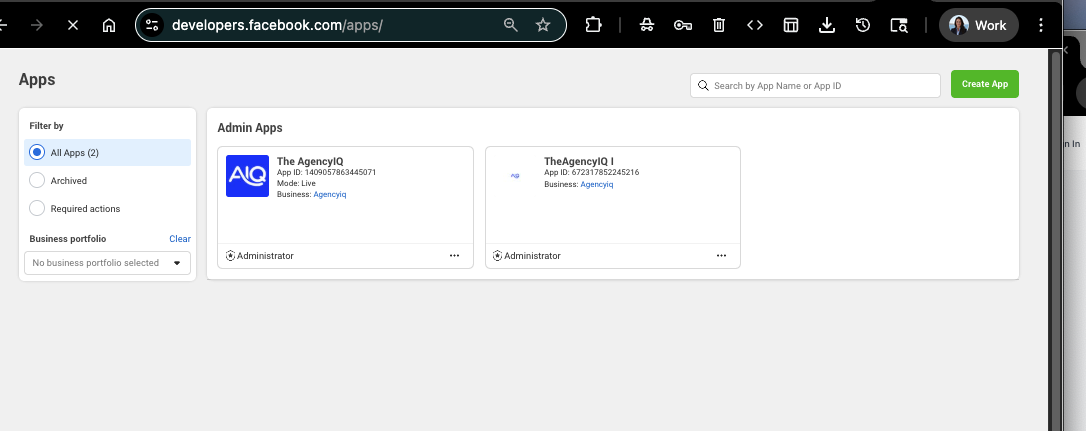 developers.facebook.com/apps/
Work
Apps
Search by App Name or App ID
Create App
Filter by
All Apps (2)
Archived
Required actions
Business portfolio
Clear
No business portfolio selected
Admin Apps
AIQ
The AgencyIQ
App ID: 1409057863445071
Mode: Live
Business: Agencyiq
Administrator
AIQ
TheAgencyIQ I
App ID: 672317852245216
Business: Agencyiq
Administrator
n In